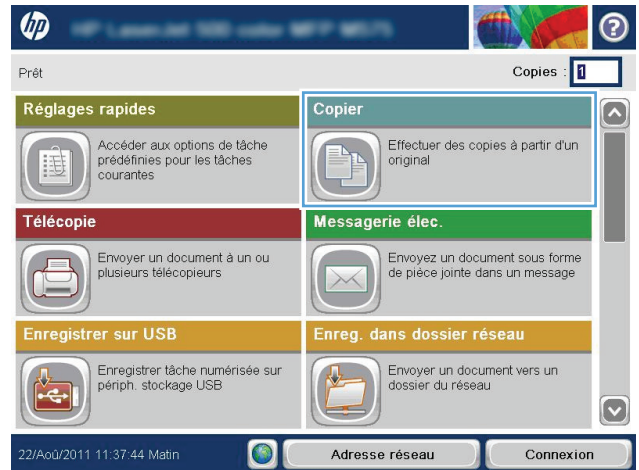 hp
Prêt
Copies : 1
Réglages rapides
Accéder aux options de tâche
prédéfinies pour les tâches
courantes
Copier
Effectuer des copies à partir d'un
original
Télécopie
Envoyer un document à un ou
plusieurs télécopieurs
Messagerie élec.
Envoyez un document sous forme
de pièce jointe dans un message
Enregistrer sur USB
Enregistrer tâche numérisée sur
périph. stockage USB
Enreg. dans dossier réseau
Envoyer un document vers un
dossier du réseau
22/Aoû/2011 11:37:44 Matin
Adresse réseau
Connexion